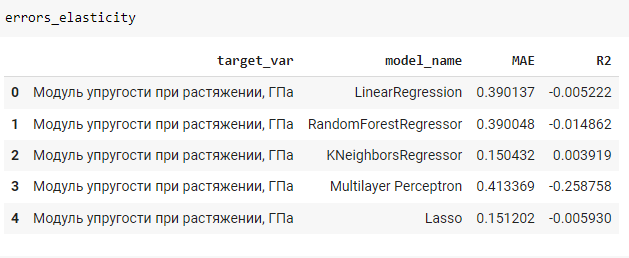 errors_elasticity
target_var model_name MAE R2
0 Модуль упругости при растяжении, ГПа LinearRegression 0.390137 -0.005222
1 Модуль упругости при растяжении, ГПа RandomForestRegressor 0.390048 -0.014862
2 Модуль упругости при растяжении, ГПа KNeighborsRegressor 0.150432 0.003919
3 Модуль упругости при растяжении, ГПа Multilayer Perceptron 0.413369 -0.258758
4 Модуль упругости при растяжении, ГПа Lasso 0.151202 -0.005930